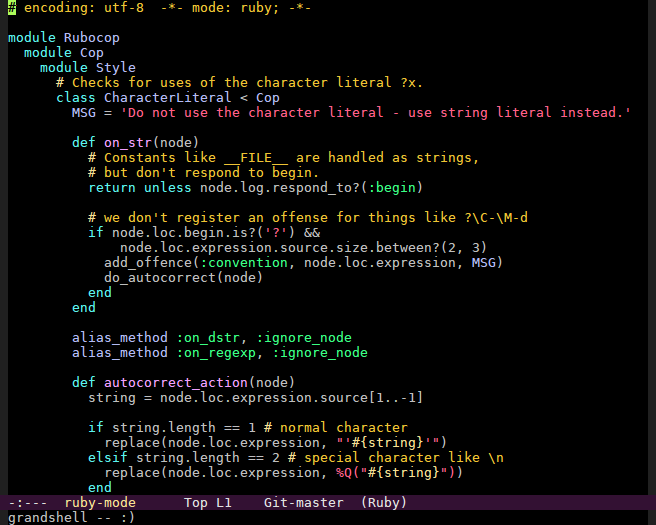 # encoding: utf-8  -*- mode: ruby; -*-

module Rubocop
  module Cop
    module Style
      # Checks for uses of the character literal ?x.
      class CharacterLiteral < Cop
        MSG = 'Do not use the character literal - use string literal instead.'

        def on_str(node)
          # Constants like __FILE__ are handled as strings,
          # but don't respond to begin.
          return unless node.log.respond_to?(:begin)

          # we don't register an offense for things like ?\C-\M-d
          if node.loc.begin.is?('?') &&
              node.loc.expression.source.size.between?(2, 3)
            add_offence(:convention, node.loc.expression, MSG)
            do_autocorrect(node)
          end
        end

        alias_method :on_dstr, :ignore_node
        alias_method :on_regexp, :ignore_node

        def autocorrect_action(node)
          string = node.loc.expression.source[1..-1]

          if string.length == 1 # normal character
            replace(node.loc.expression, "'#{string}'")
          elsif string.length == 2 # special character like \n
            replace(node.loc.expression, %Q("#{string}"))
          end
-:---  ruby-mode      Top L1    Git-master  (Ruby)
grandshell -- :)